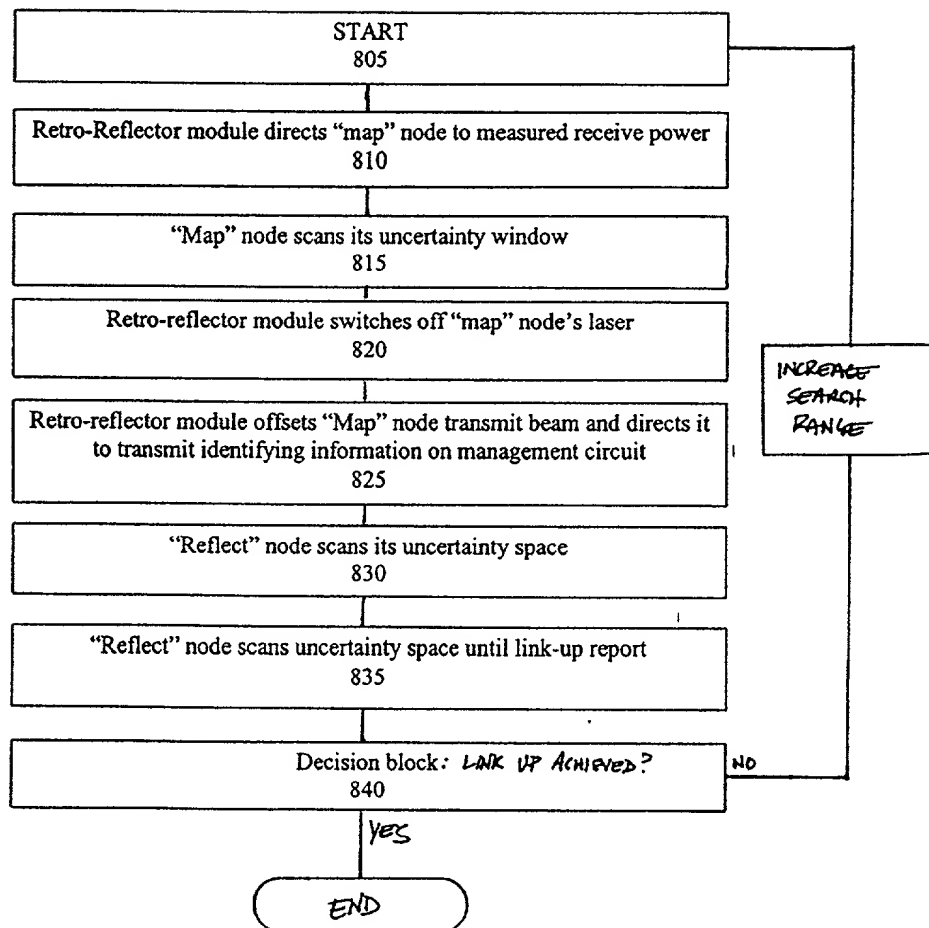 START
805
Retro-Reflector module directs “map” node to measured receive power
810
“Map” node scans its uncertainty window
815
Retro-reflector module switches off “map” node’s laser
820
Retro-reflector module offsets “Map” node transmit beam and directs it
to transmit identifying information on management circuit
825
“Reflect” node scans its uncertainty space
830
“Reflect” node scans uncertainty space until link-up report
835
Decision block: LINK UP ACHIEVED?
840
NO
INCREASE
SEARCH
RANGE
YES
END